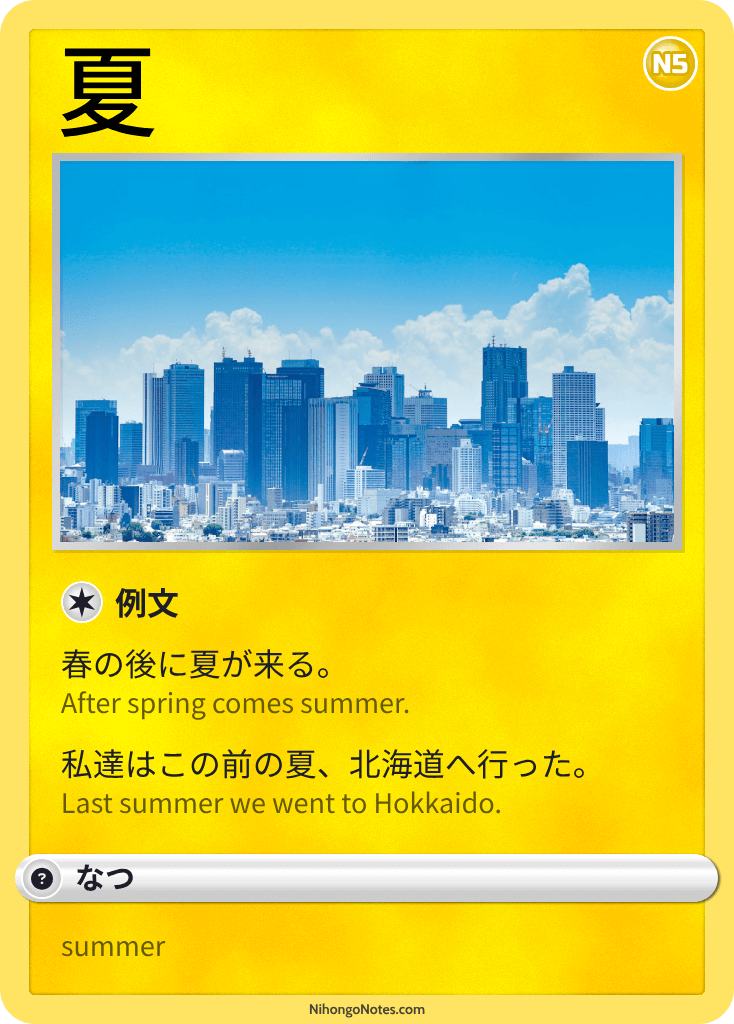 夏
N5
例文
春の後に夏が来る。
After spring comes summer.
私達はこの前の夏、北海道へ行った。
Last summer we went to Hokkaido.
?
なつ
summer
NihongoNotes.com